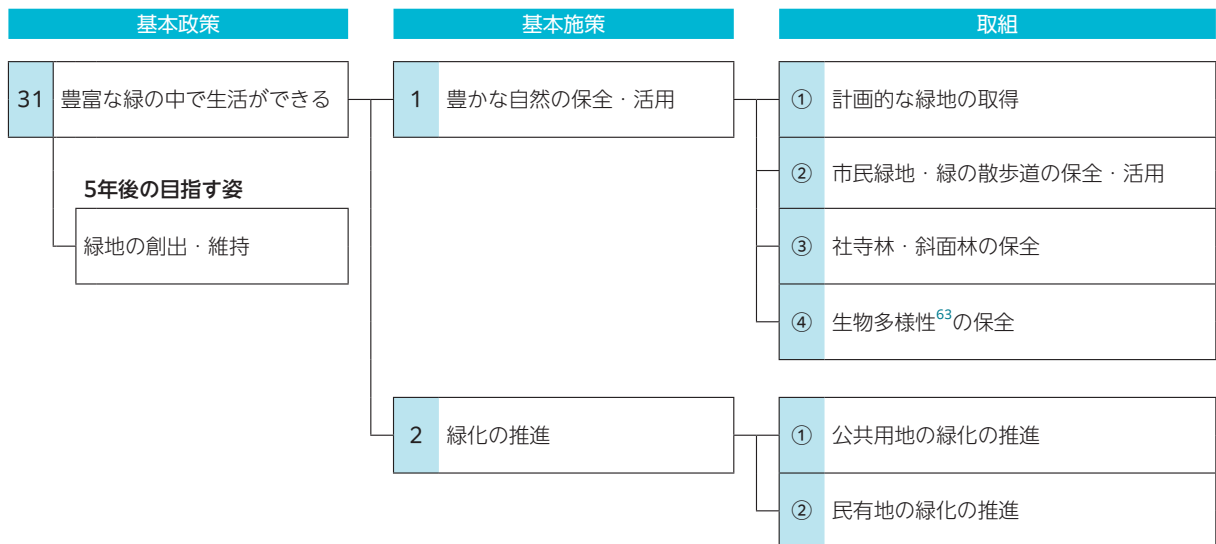 基本政策
基本施策
取組
31 豊富な緑の中で生活ができる
1 豊かな自然の保全・活用
① 計画的な緑地の取得
5年後の目指す姿
緑地の創出・維持
② 市民緑地・緑の散歩道の保全・活用
③ 社寺林・斜面林の保全
④ 生物多様性63の保全
2 緑化の推進
① 公共用地の緑化の推進
② 民有地の緑化の推進